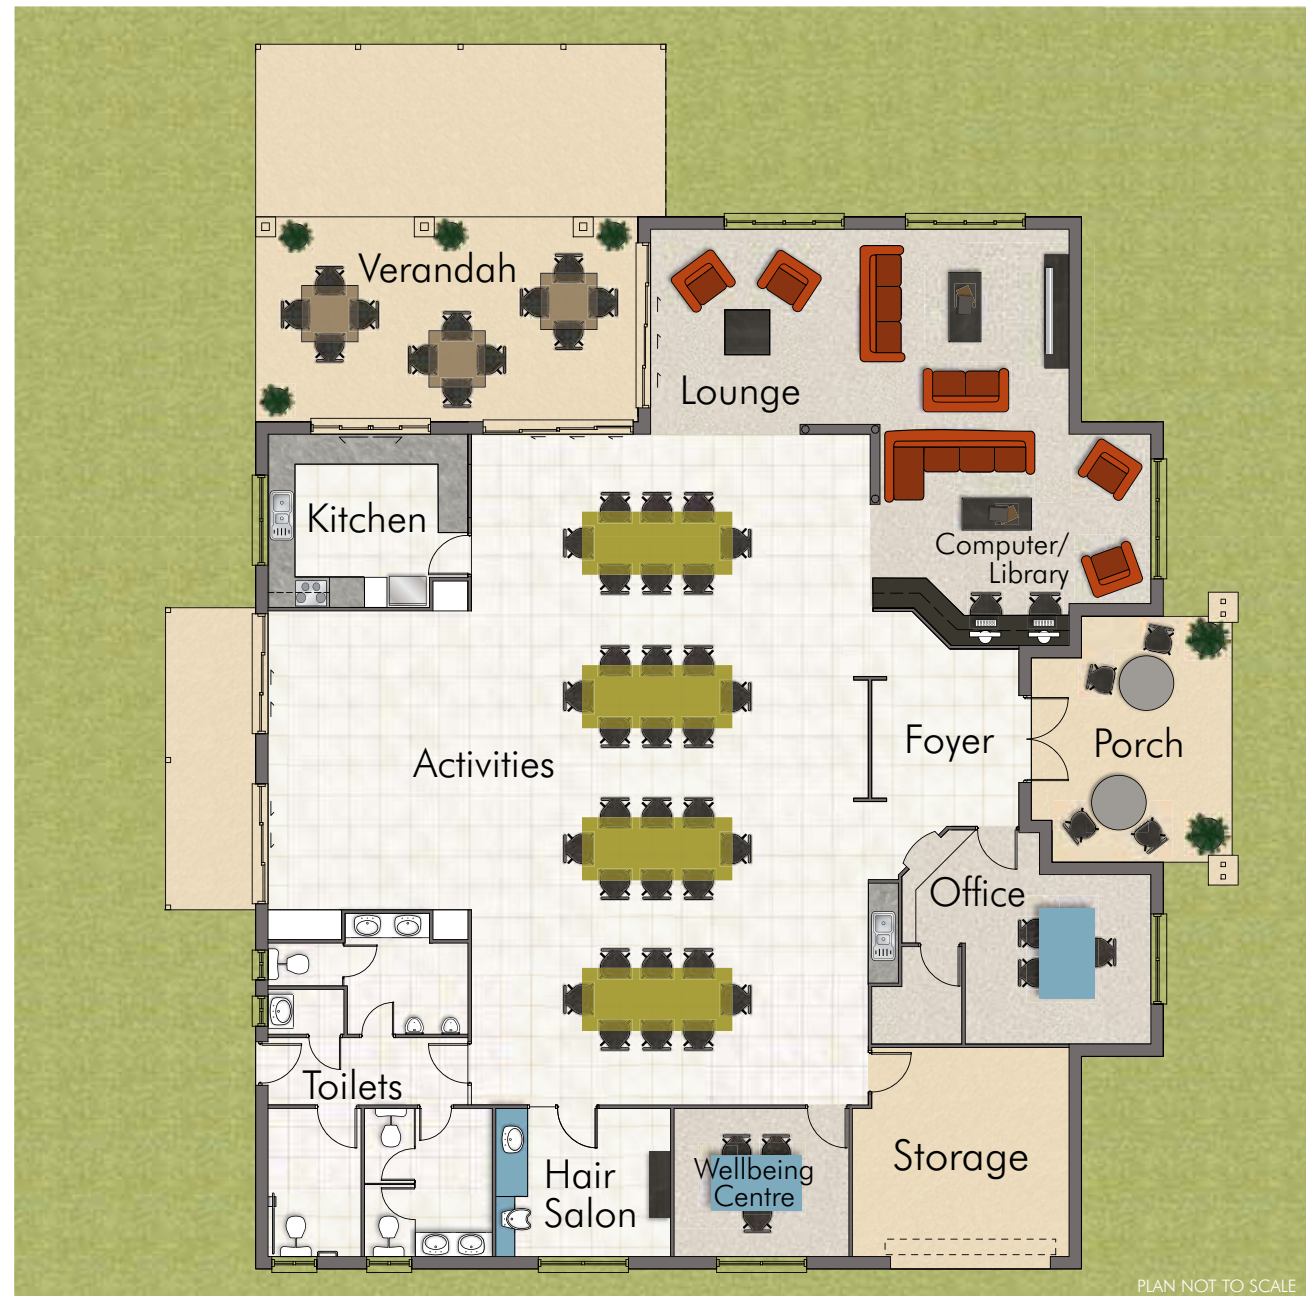 Verandah
Lounge
Kitchen
Computer/
Library
Activities
Foyer
Porch
Office
Toilets
Hair
Salon
Wellbeing
Centre
Storage
PLAN NOT TO SCALE